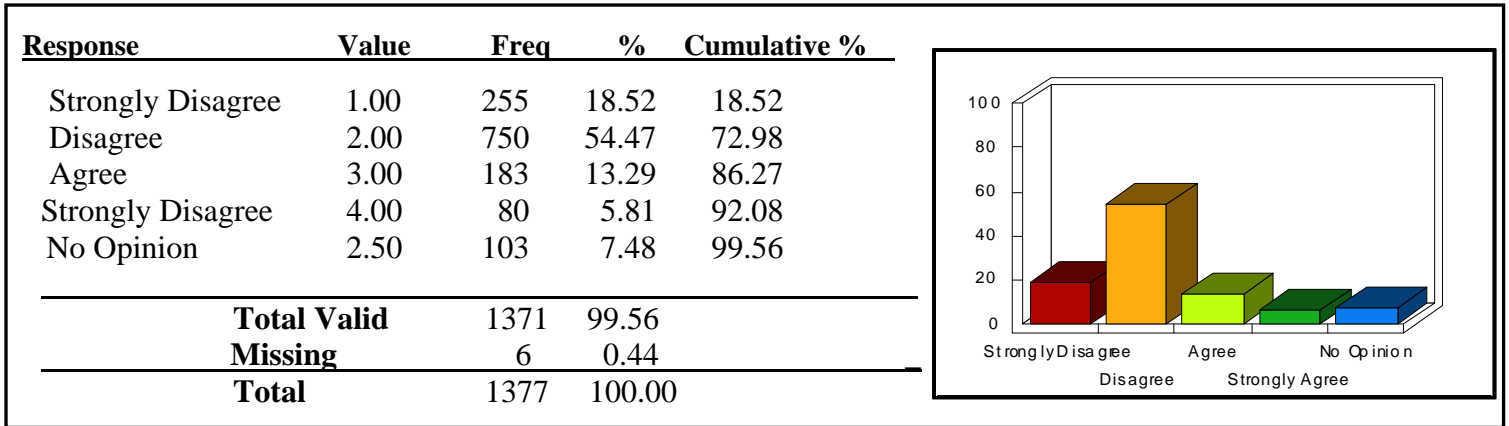 Response Value Freq % Cumulative %
Strongly Disagree 1.00 255 18.52 18.52
Disagree 2.00 750 54.47 72.98
Agree 3.00 183 13.29 86.27
Strongly Disagree 4.00 80 5.81 92.08
No Opinion 2.50 103 7.48 99.56
Total Valid 1371 99.56
Missing 6 0.44
Total 1377 100.00
100
80
60
40
20
0
Strongly Disagree Agree No Opinion
Disagree Strongly Agree